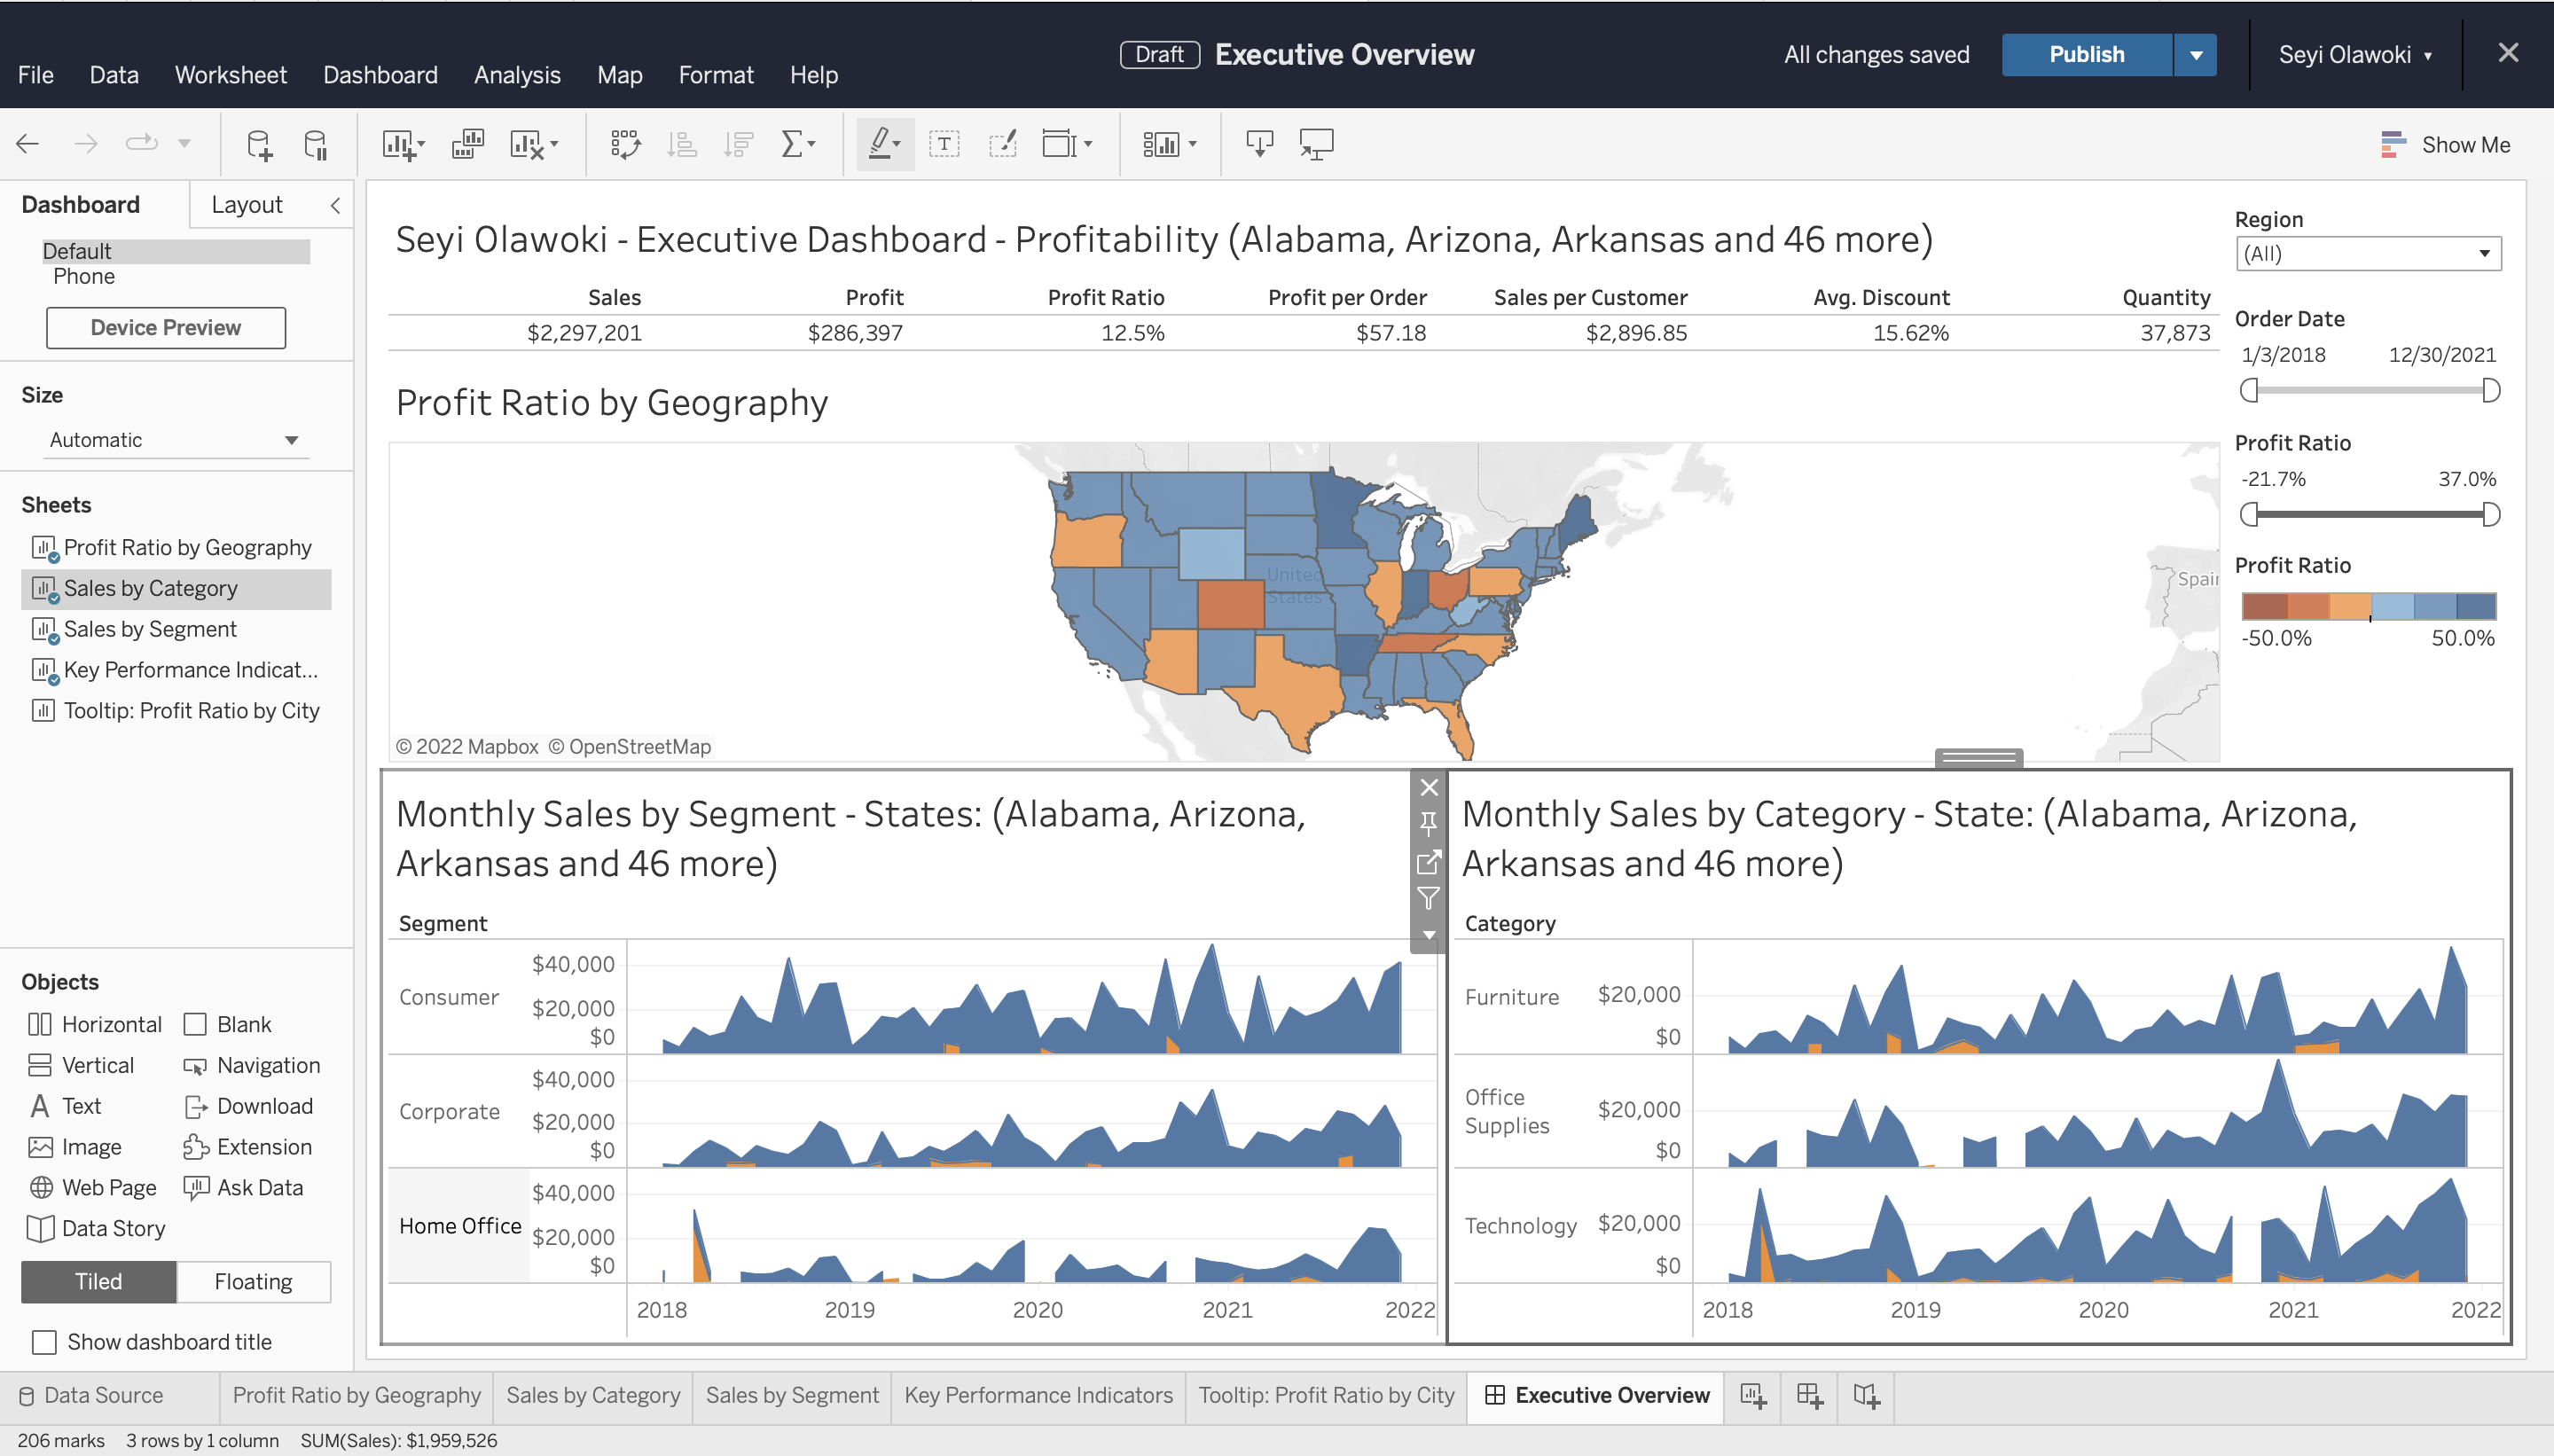 File Data Worksheet Dashboard Analysis Map Format Help
Draft Executive Overview
All changes saved Publish Seyi Olawoki
Show Me
Dashboard Layout
Default
Phone
Device Preview
Size
Automatic
Sheets
Profit Ratio by Geography
Sales by Category
Sales by Segment
Key Performance Indicat...
Tooltip: Profit Ratio by City
Objects
Horizontal Blank
Vertical Navigation
Text Download
Image Extension
Web Page Ask Data
Data Story
Tiled Floating
Show dashboard title
Seyi Olawoki - Executive Dashboard - Profitability (Alabama, Arizona, Arkansas and 46 more)
Sales Profit Profit Ratio Profit per Order Sales per Customer Avg. Discount Quantity
$2,297,201 $286,397 12.5% $57.18 $2,896.85 15.62% 37,873
Profit Ratio by Geography
United
States
Spain
© 2022 Mapbox © OpenStreetMap
Region
(All)
Order Date
1/3/2018 12/30/2021
Profit Ratio
-21.7% 37.0%
Profit Ratio
-50.0% 50.0%
Monthly Sales by Segment - States: (Alabama, Arizona,
Arkansas and 46 more)
Segment
Consumer
$40,000
$20,000
$0
Corporate
$40,000
$20,000
$0
Home Office
$40,000
$20,000
$0
2018 2019 2020 2021 2022
Monthly Sales by Category - State: (Alabama, Arizona,
Arkansas and 46 more)
Category
Furniture
$20,000
$0
Office
Supplies
$20,000
$0
Technology
$20,000
$0
2018 2019 2020 2021 2022
Data Source Profit Ratio by Geography Sales by Category Sales by Segment Key Performance Indicators Tooltip: Profit Ratio by City Executive Overview
206 marks 3 rows by 1 column SUM(Sales): $1,959,526